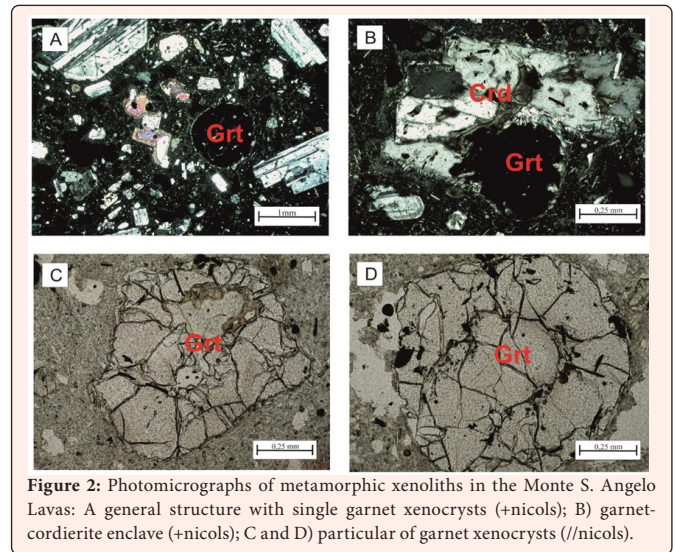 A
Grt
1mm
B
Crd
Grt
0,25 mm
C
Grt
0,25 mm
D
Grt
0,25 mm
Figure 2: Photomicrographs of metamorphic xenoliths in the Monte S. Angelo
Lavas: A general structure with single garnet xenocrysts (+nicols); B) garnet-
cordierite enclave (+nicols); C and D) particular of garnet xenocrysts (//nicols).